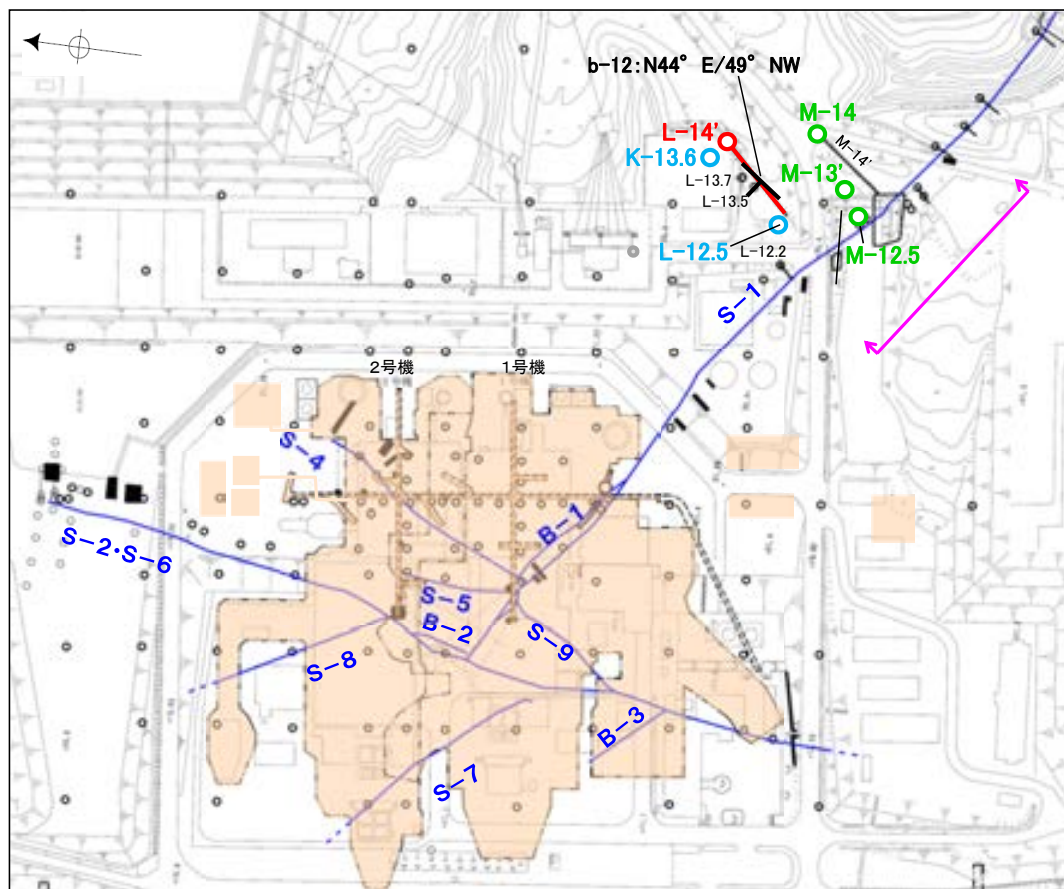 b-12:N44° E/49° NW
L-14'
M-14
M-14'
K-13.6
L-13.7
L-13.5
M-13'
L-12.5
L-12.2
M-12.5
S-1
2号機
1号機
S-4
B-1
S-2・S-6
S-5
B-2
S-9
S-8
B-3
S-7